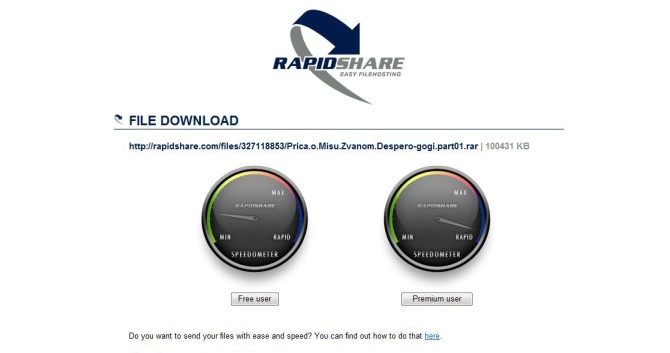 RAPIDSHARE
EASY FILEHOSTING
FILE DOWNLOAD
http://rapidshare.com/files/327118853/Prica.o.Misu.Zvanom.Despero-gogi.part01.rar | 100431 KB
MAX
RAPIDSHARE
MIN RAPID
SPEEDOMETER
MAX
RAPIDSHARE
MIN RAPID
SPEEDOMETER
Free user
Premium user
Do you want to send your files with ease and speed? You can find out how to do that here.